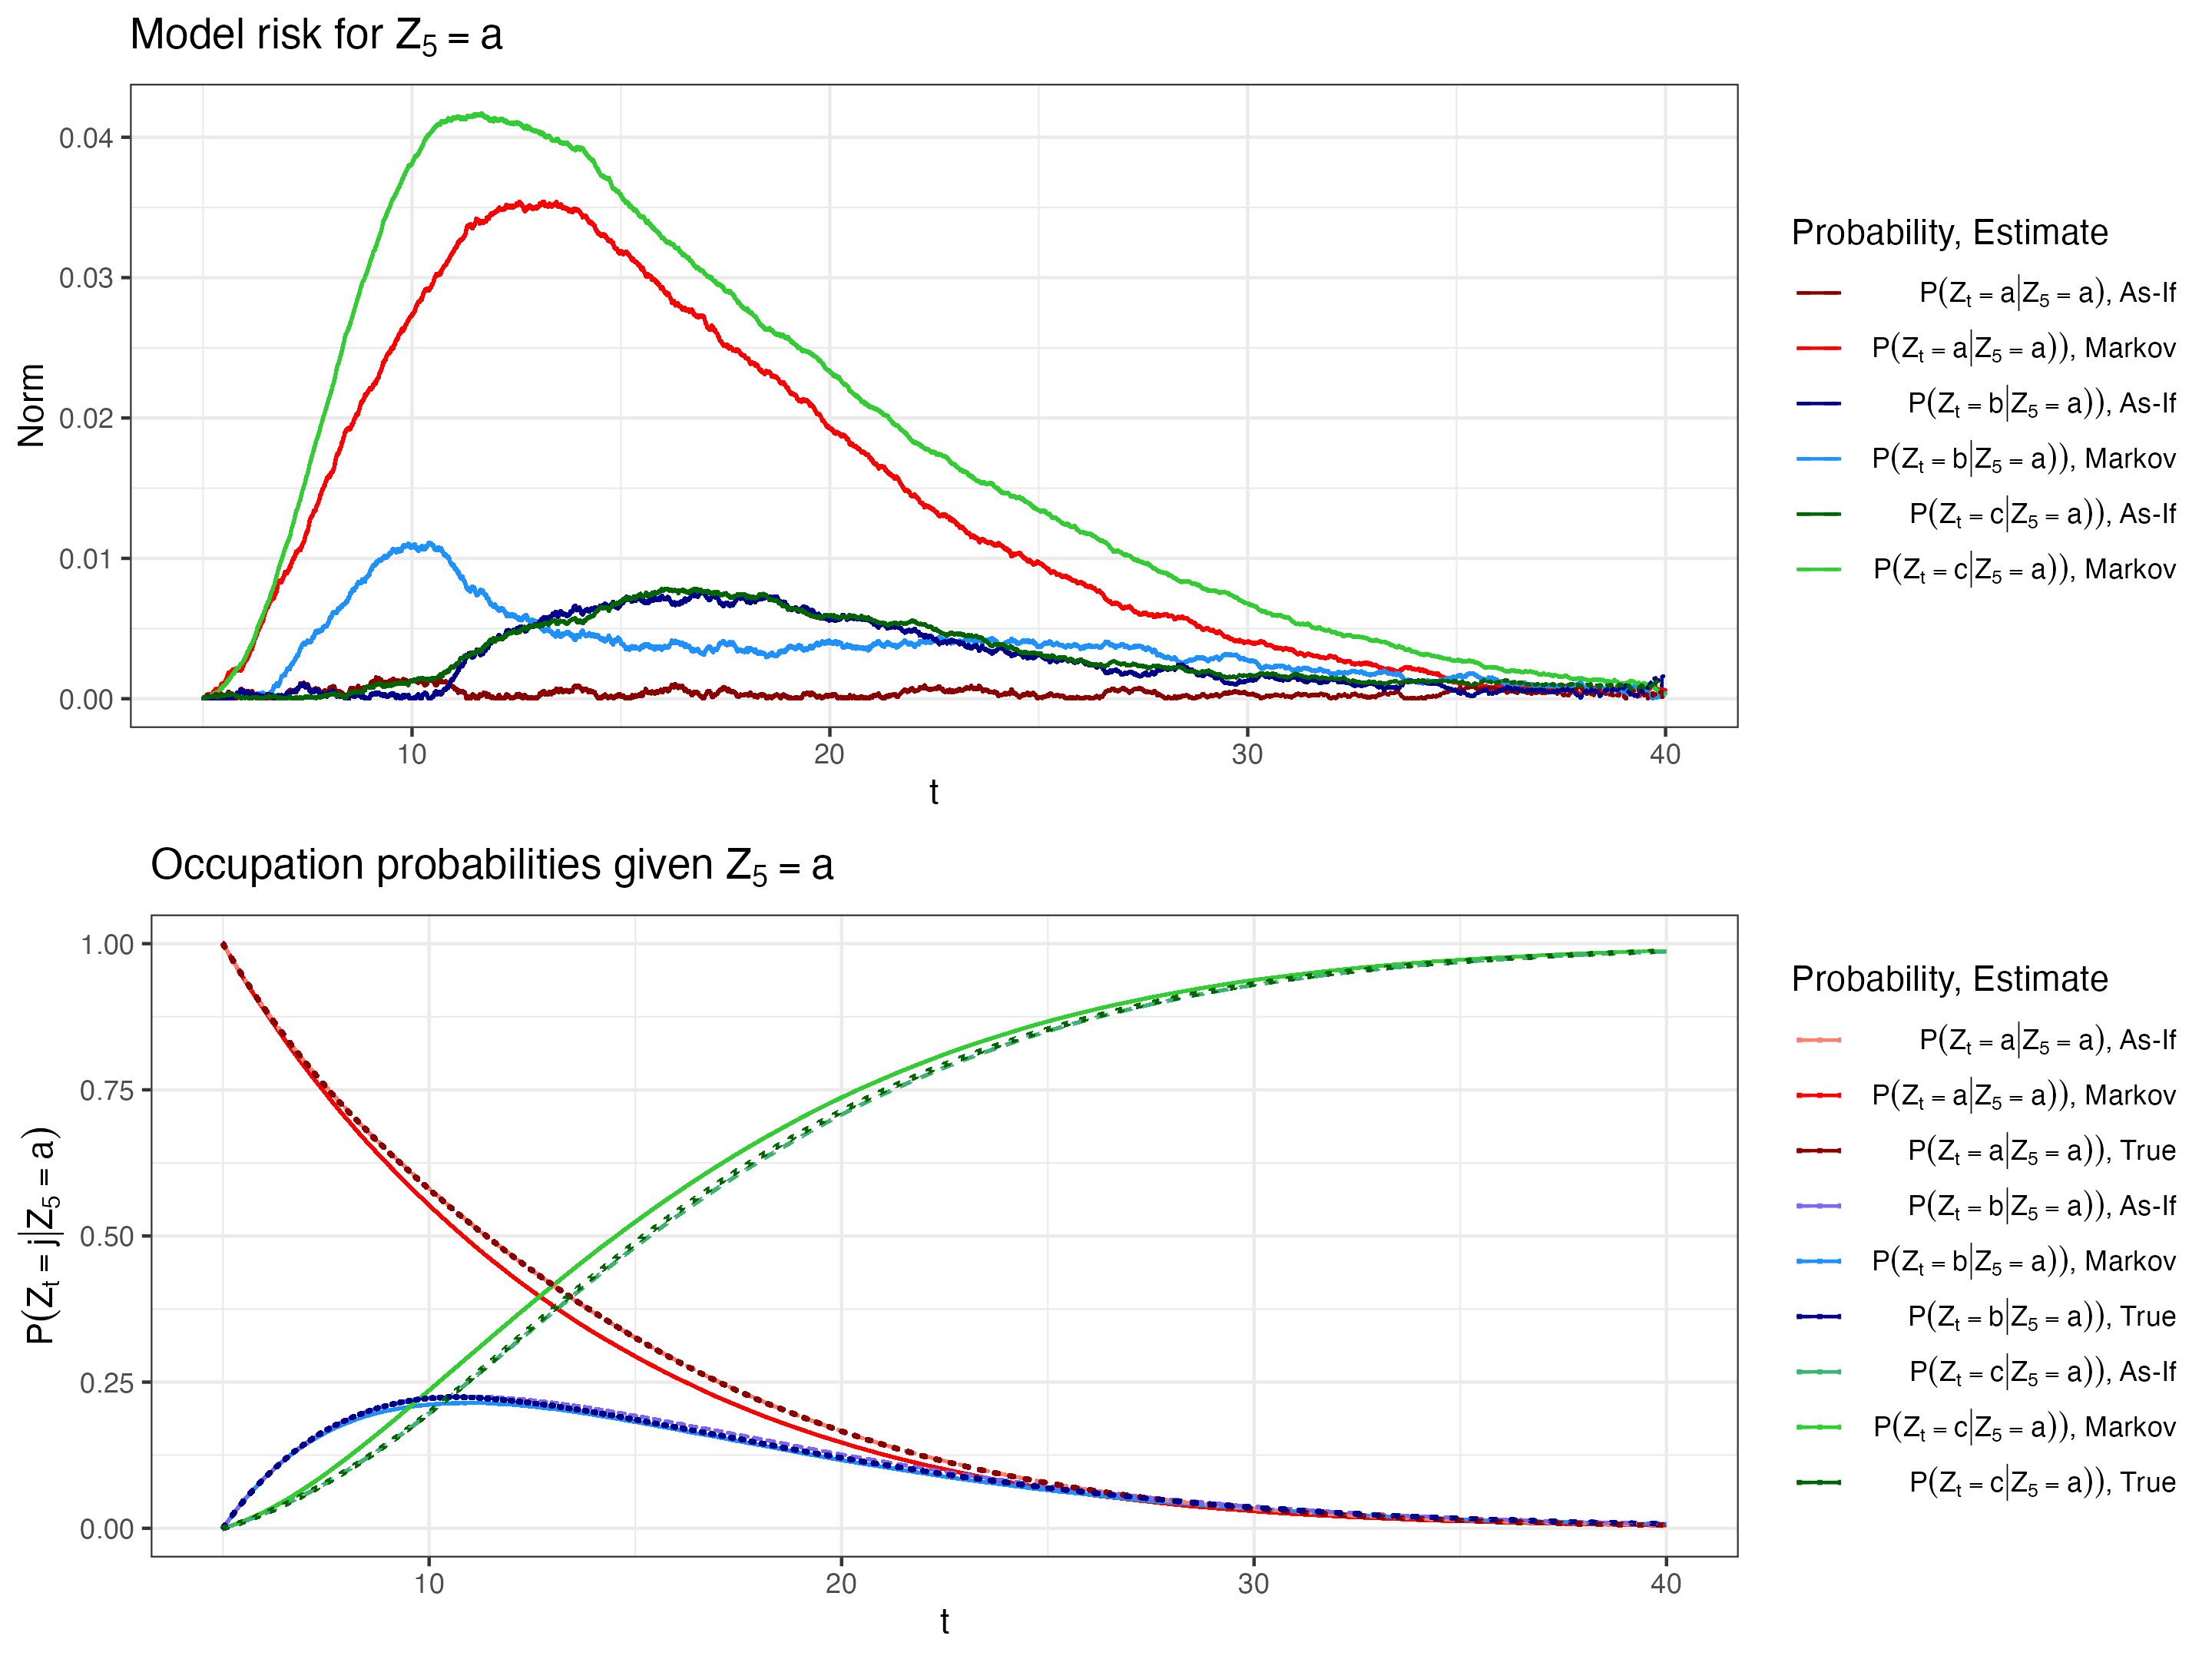 Model risk for Z₅ = a
0.04
0.03
0.02
0.01
0.00
Norm
10 20 30 40
t
Probability, Estimate
P(Zₜ = a|Z₅ = a), As-If
P(Zₜ = a|Z₅ = a)), Markov
P(Zₜ = b|Z₅ = a)), As-If
P(Zₜ = b|Z₅ = a)), Markov
P(Zₜ = c|Z₅ = a)), As-If
P(Zₜ = c|Z₅ = a)), Markov
Occupation probabilities given Z₅ = a
1.00
0.75
0.50
0.25
0.00
P(Zₜ = j|Z₅ = a)
10 20 30 40
t
Probability, Estimate
P(Zₜ = a|Z₅ = a), As-If
P(Zₜ = a|Z₅ = a)), Markov
P(Zₜ = a|Z₅ = a)), True
P(Zₜ = b|Z₅ = a)), As-If
P(Zₜ = b|Z₅ = a)), Markov
P(Zₜ = b|Z₅ = a)), True
P(Zₜ = c|Z₅ = a)), As-If
P(Zₜ = c|Z₅ = a)), Markov
P(Zₜ = c|Z₅ = a)), True